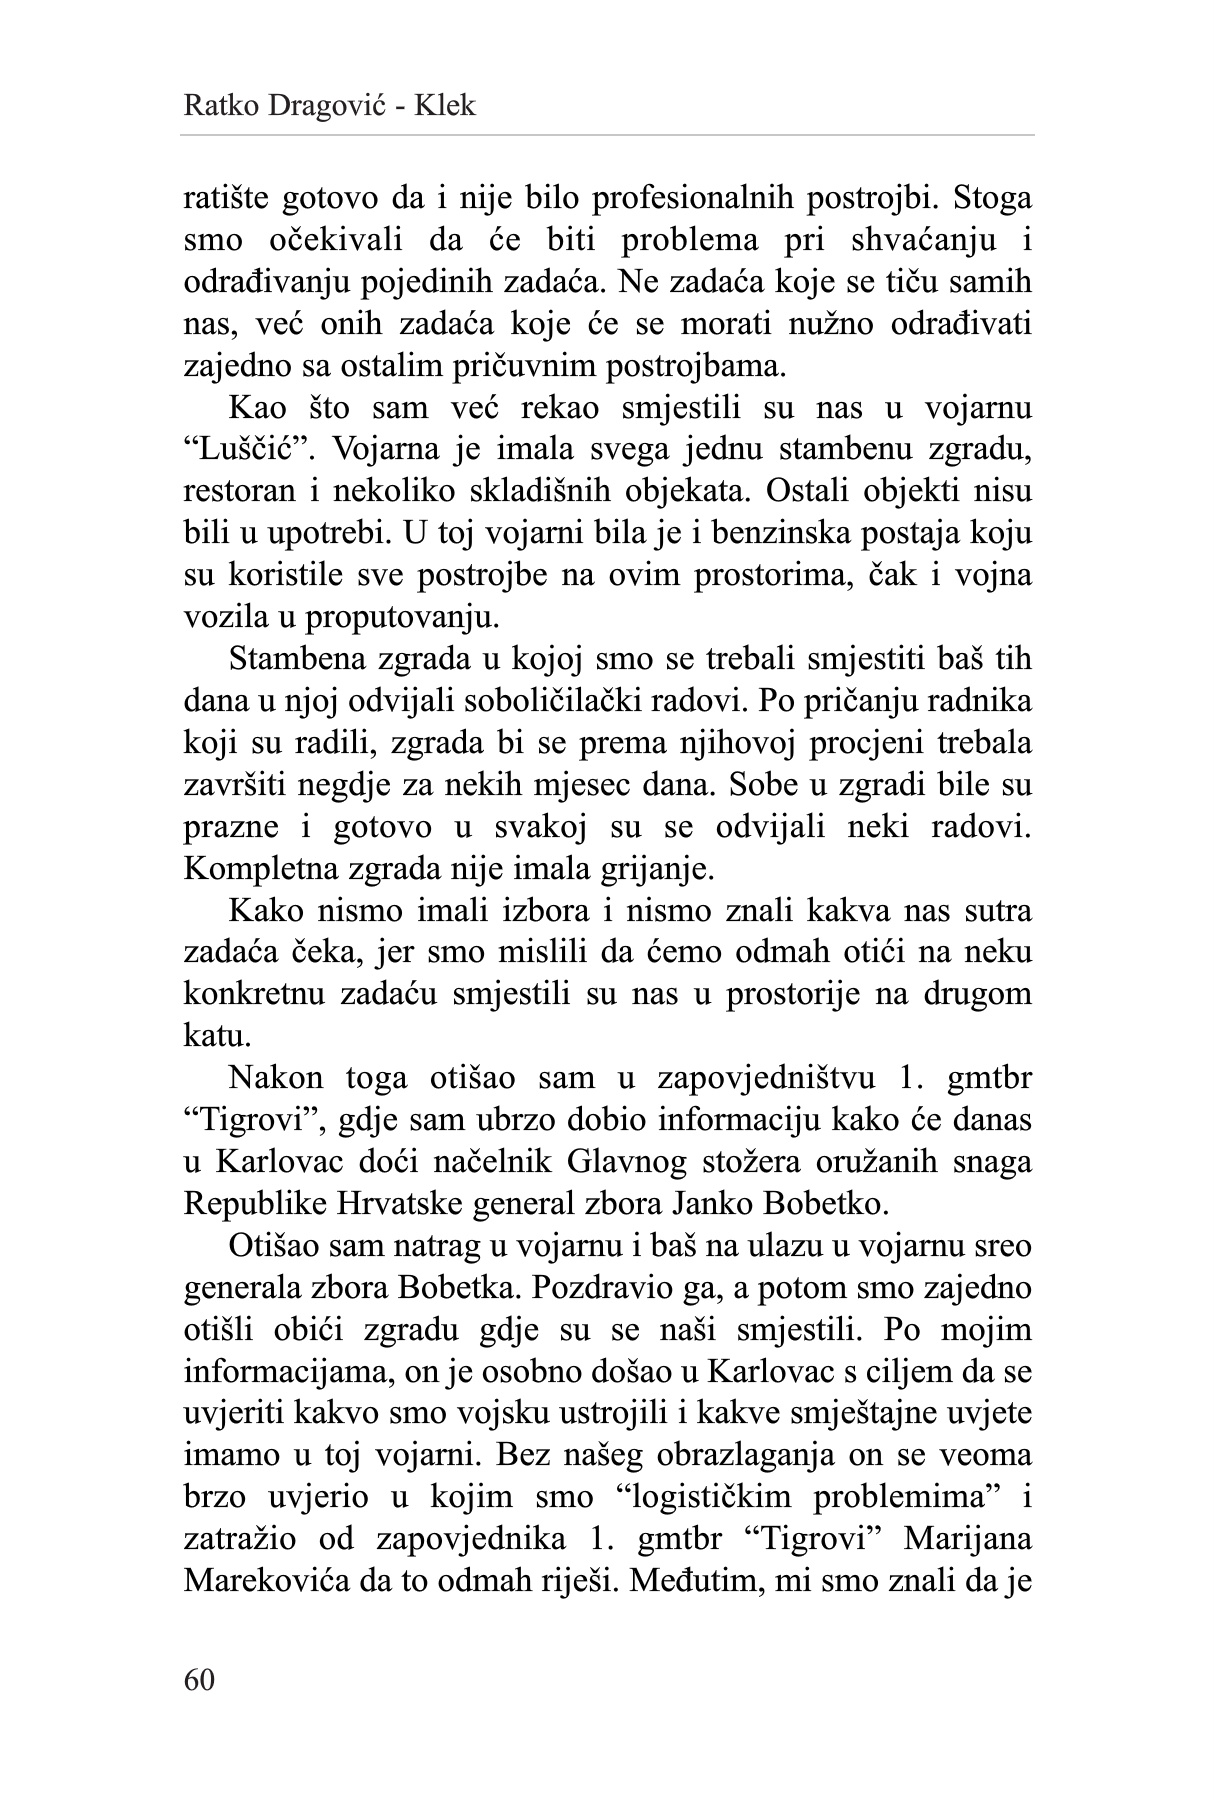 Ratko Dragović - Klek
ratište gotovo da i nije bilo profesionalnih postrojbi. Stoga
smo očekivali da će biti problema pri shvaćanju i
odrađivanju pojedinih zadaća. Ne zadaća koje se tiču samih
nas, već onih zadaća koje će se morati nužno odrađivati
zajedno sa ostalim pričuvnim postrojbama.
Kao što sam već rekao smjestili su nas u vojarnu
“Luščić”. Vojarna je imala svega jednu stambenu zgradu,
restoran i nekoliko skladišnih objekata. Ostali objekti nisu
bili u upotrebi. U toj vojarni bila je i benzinska postaja koju
su koristile sve postrojbe na ovim prostorima, čak i vojna
vozila u proputovanju.
Stambena zgrada u kojoj smo se trebali smjestiti baš tih
dana u njoj odvijali soboličilački radovi. Po pričanju radnika
koji su radili, zgrada bi se prema njihovoj procjeni trebala
završiti negdje za nekih mjesec dana. Sobe u zgradi bile su
prazne i gotovo u svakoj su se odvijali neki radovi.
Kompletna zgrada nije imala grijanje.
Kako nismo imali izbora i nismo znali kakva nas sutra
zadaća čeka, jer smo mislili da ćemo odmah otići na neku
konkretnu zadaću smjestili su nas u prostorije na drugom
katu.
Nakon toga otišao sam u zapovjedništvu 1. gmtbr
“Tigrovi”, gdje sam ubrzo dobio informaciju kako će danas
u Karlovac doći načelnik Glavnog stožera oružanih snaga
Republike Hrvatske general zbora Janko Bobetko.
Otišao sam natrag u vojarnu i baš na ulazu u vojarnu sreo
generala zbora Bobetka. Pozdravio ga, a potom smo zajedno
otišli obići zgradu gdje su se naši smjestili. Po mojim
informacijama, on je osobno došao u Karlovac s ciljem da se
uvjeriti kakvo smo vojsku ustrojili i kakve smještajne uvjete
imamo u toj vojarni. Bez našeg obrazlaganja on se veoma
brzo uvjerio u kojim smo “logističkim problemima” i
zatražio od zapovjednika 1. gmtbr “Tigrovi” Marijana
Marekovića da to odmah riješi. Međutim, mi smo znali da je
60